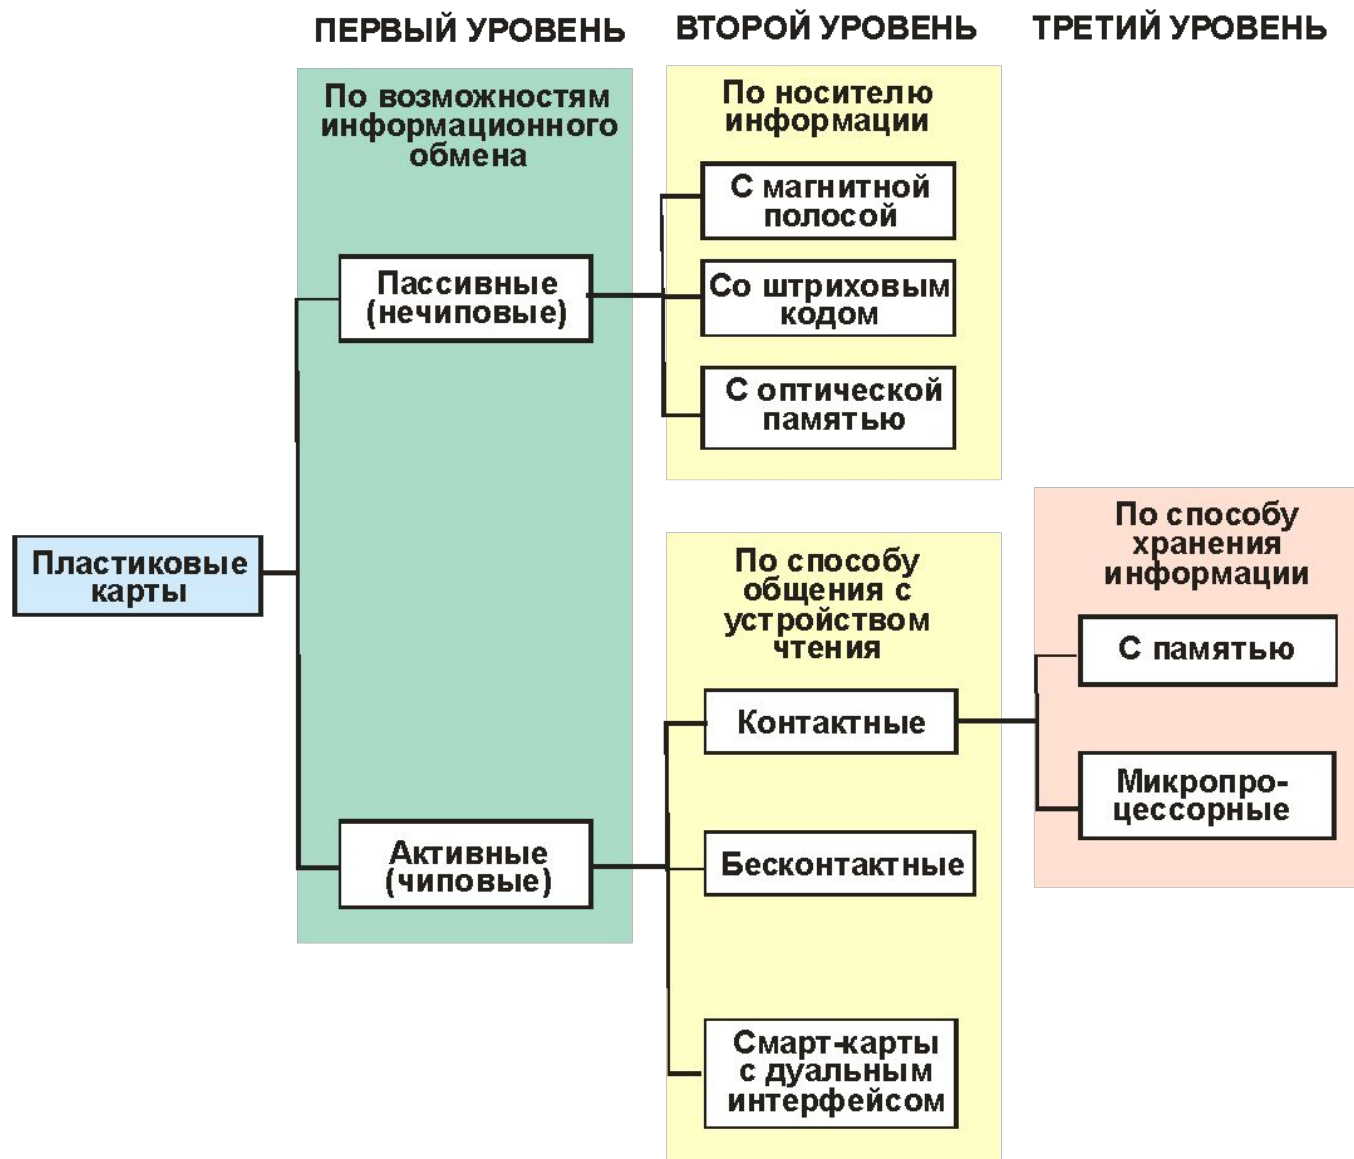 ПЕРВЫЙ УРОВЕНЬ
ВТОРОЙ УРОВЕНЬ
ТРЕТИЙ УРОВЕНЬ
По возможностям
информационного
обмена
По носителю
информации
С магнитной
полосой
Пассивные
(нечиповые)
Со штриховым
кодом
С оптической
памятью
Пластиковые
карты
По способу
общения с
устройством
чтения
По способу
хранения
информации
С памятью
Контактные
Микропро-
цессорные
Активные
(чиповые)
Бесконтактные
Смарт-карты
с дуальным
интерфейсом